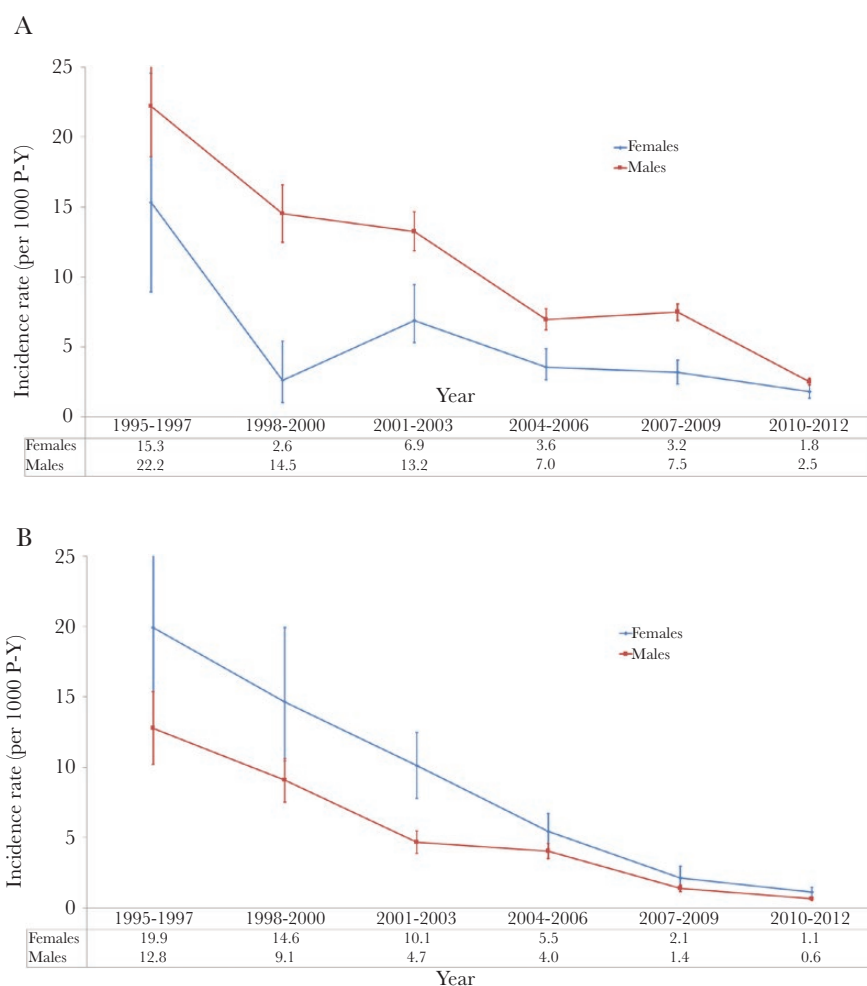 A
25
20
15
10
5
0
Incidence rate (per 1000 P-Y)
Females
Males
Year
1995-1997 1998-2000 2001-2003 2004-2006 2007-2009 2010-2012
Females 15.3 2.6 6.9 3.6 3.2 1.8
Males 22.2 14.5 13.2 7.0 7.5 2.5
B
25
20
15
10
5
0
Incidence rate (per 1000 P-Y)
Females
Males
1995-1997 1998-2000 2001-2003 2004-2006 2007-2009 2010-2012
Females 19.9 14.6 10.1 5.5 2.1 1.1
Males 12.8 9.1 4.7 4.0 1.4 0.6
Year